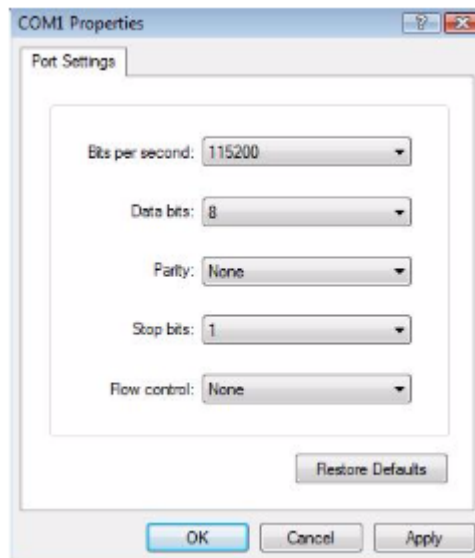 COM1 Properties
Port Settings
Bits per second: 115200
Data bits: 8
Parity: None
Stop bits: 1
Flow control: None
Restore Defaults
OK Cancel Apply